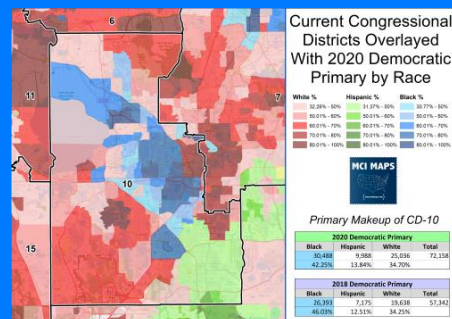 Current Congressional
Districts Overlayed
With 2020 Democratic
Primary by Race
White % Hispanic % Black %
32.26% - 50% 31.37% - 50% 30.77% - 50%
50.01% - 60% 50.01% - 60% 50.01% - 60%
60.01% - 70% 60.01% - 70% 60.01% - 70%
70.01% - 80% 70.01% - 80% 70.01% - 80%
80.01% - 100% 80.01% - 100% 80.01% - 100%
MCI MAPS
Primary Makeup of CD-10
2020 Democratic Primary
Black Hispanic White Total
30,488 9,988 25,036 72,158
42.25% 13.84% 34.70%
2018 Democratic Primary
Black Hispanic White Total
26,393 7,175 19,638 57,342
46.03% 12.51% 34.25%
6
11
7
10
15
9